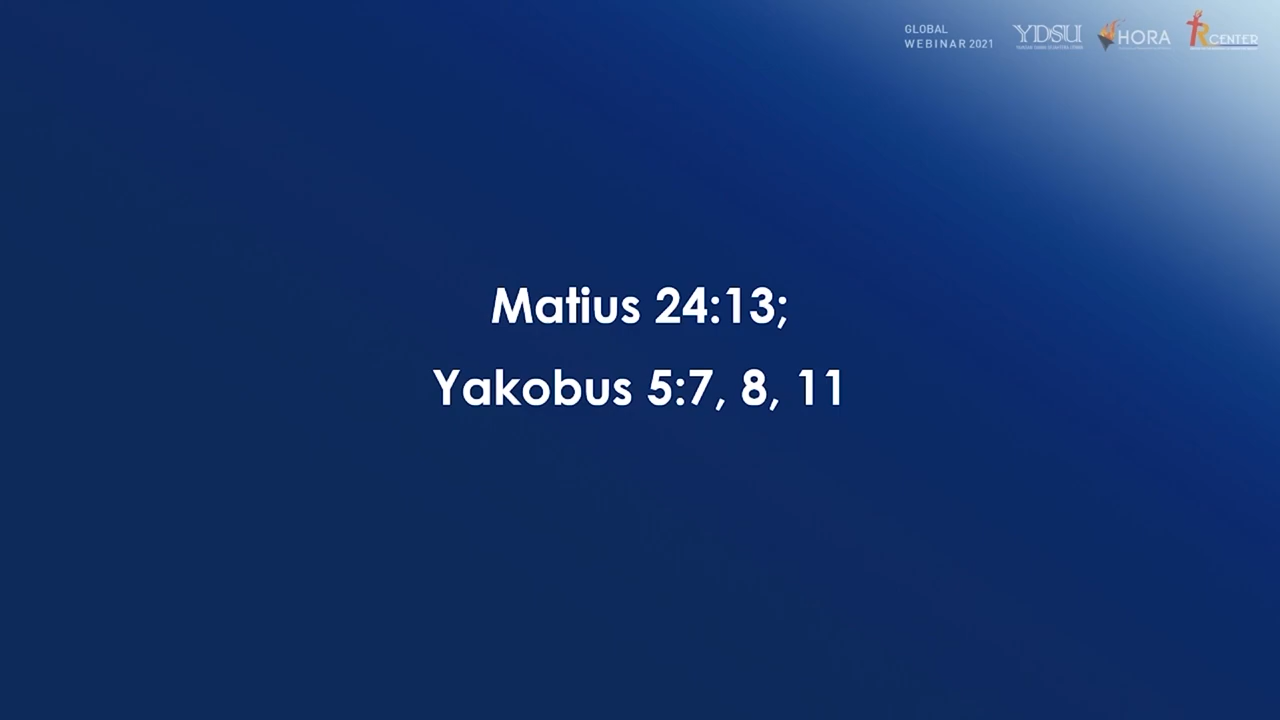 GLOBAL
WEBINAR 2021
YDSU
HORA
R CENTER
Matius 24:13;
Yakobus 5:7, 8, 11